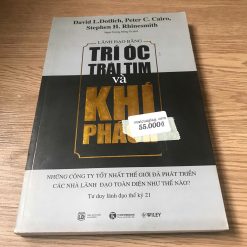 David L.Dotlich, Peter C. Cairo,
Stephen H. Rhinesmith
LÃNH ĐẠO BẰNG
TRÍ ÓC
TRÁI TIM
và
KHÍ
PHÁCH
55.000₫
NHỮNG CÔNG TY TỐT NHẤT THẾ GIỚI ĐÃ PHÁT TRIỂN
CÁC NHÀ LÃNH ĐẠO TOÀN DIỆN NHƯ THẾ NÀO?
Tư duy lãnh đạo thế kỷ 21
WILEY